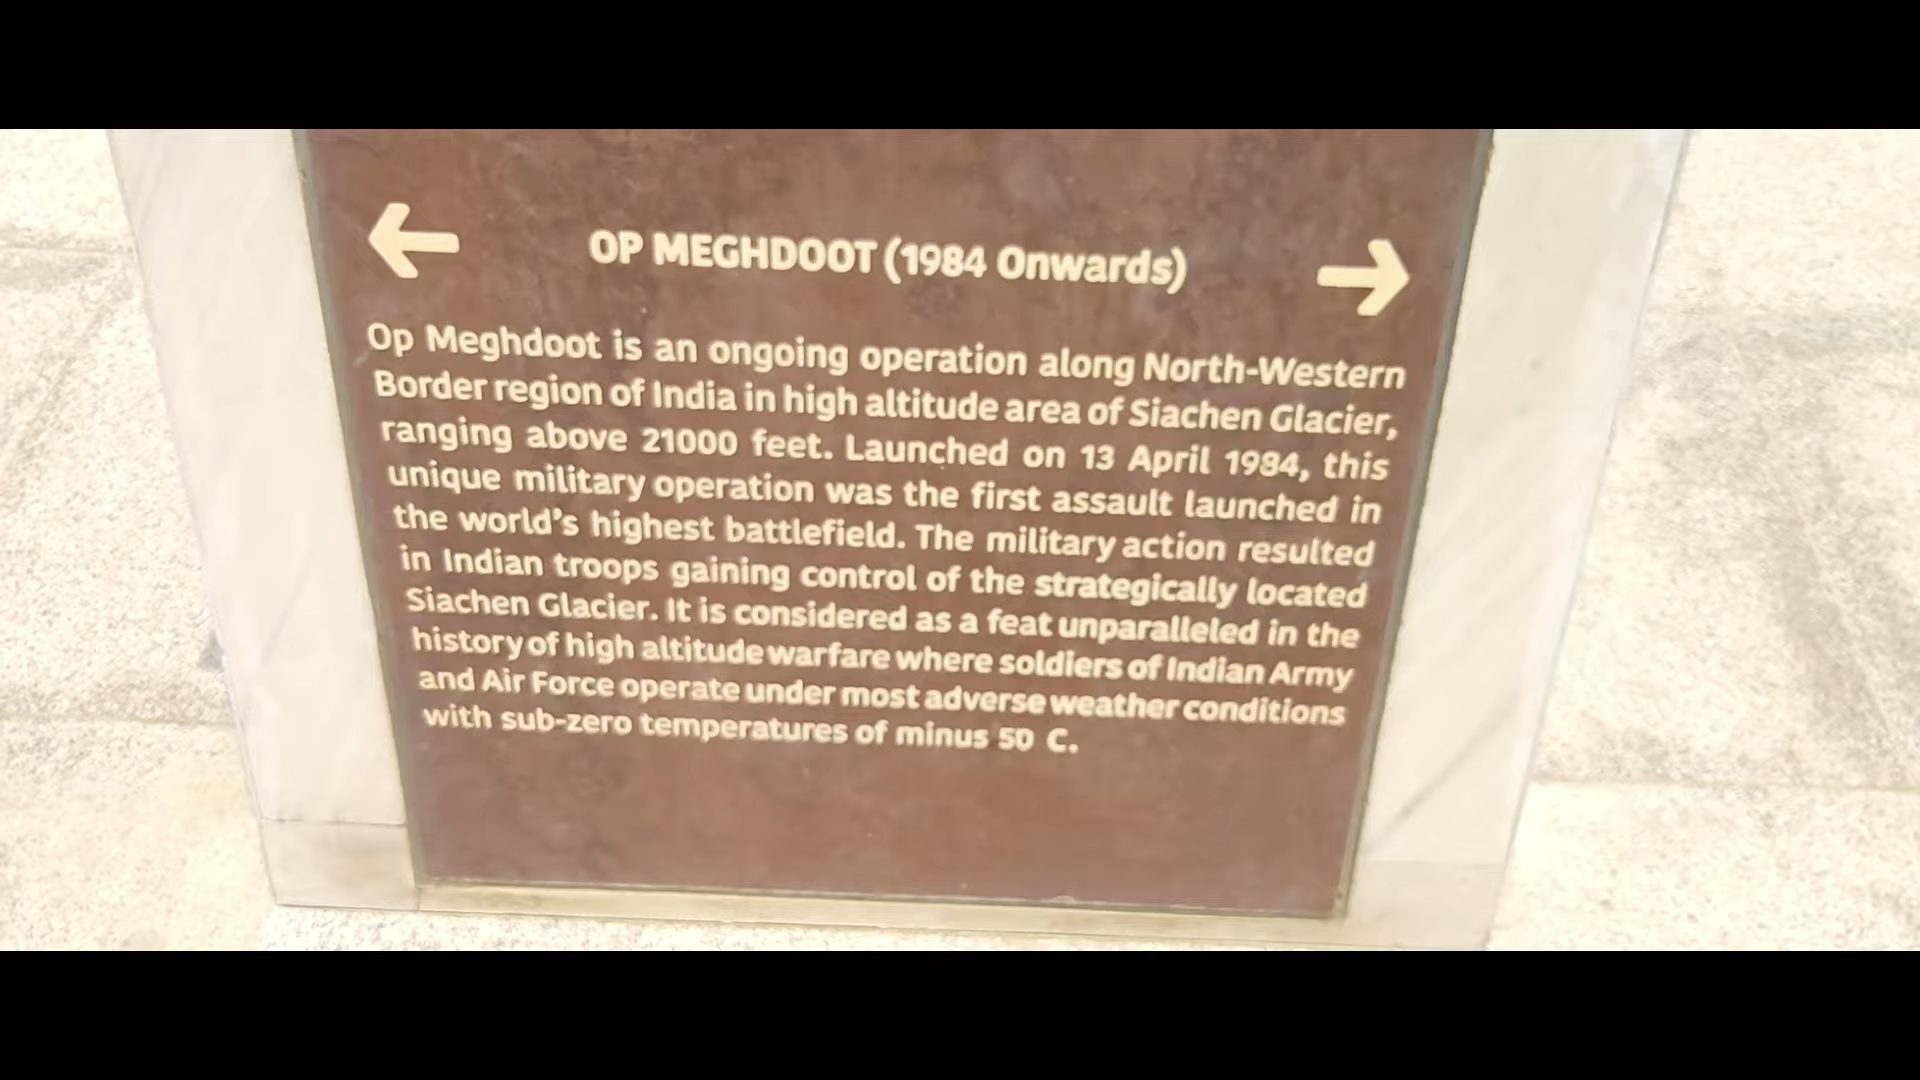 OP MEGHDOOT (1984 Onwards)
Op Meghdoot is an ongoing operation along North-Western
Border region of India in high altitude area of Siachen Glacier,
ranging above 21000 feet. Launched on 13 April 1984, this
unique military operation was the first assault launched in
the world's highest battlefield. The military action resulted
in Indian troops gaining control of the strategically located
Siachen Glacier. It is considered as a feat unparalleled in the
history of high altitude warfare where soldiers of Indian Army
and Air Force operate under most adverse weather conditions
with sub-zero temperatures of minus 50 C.